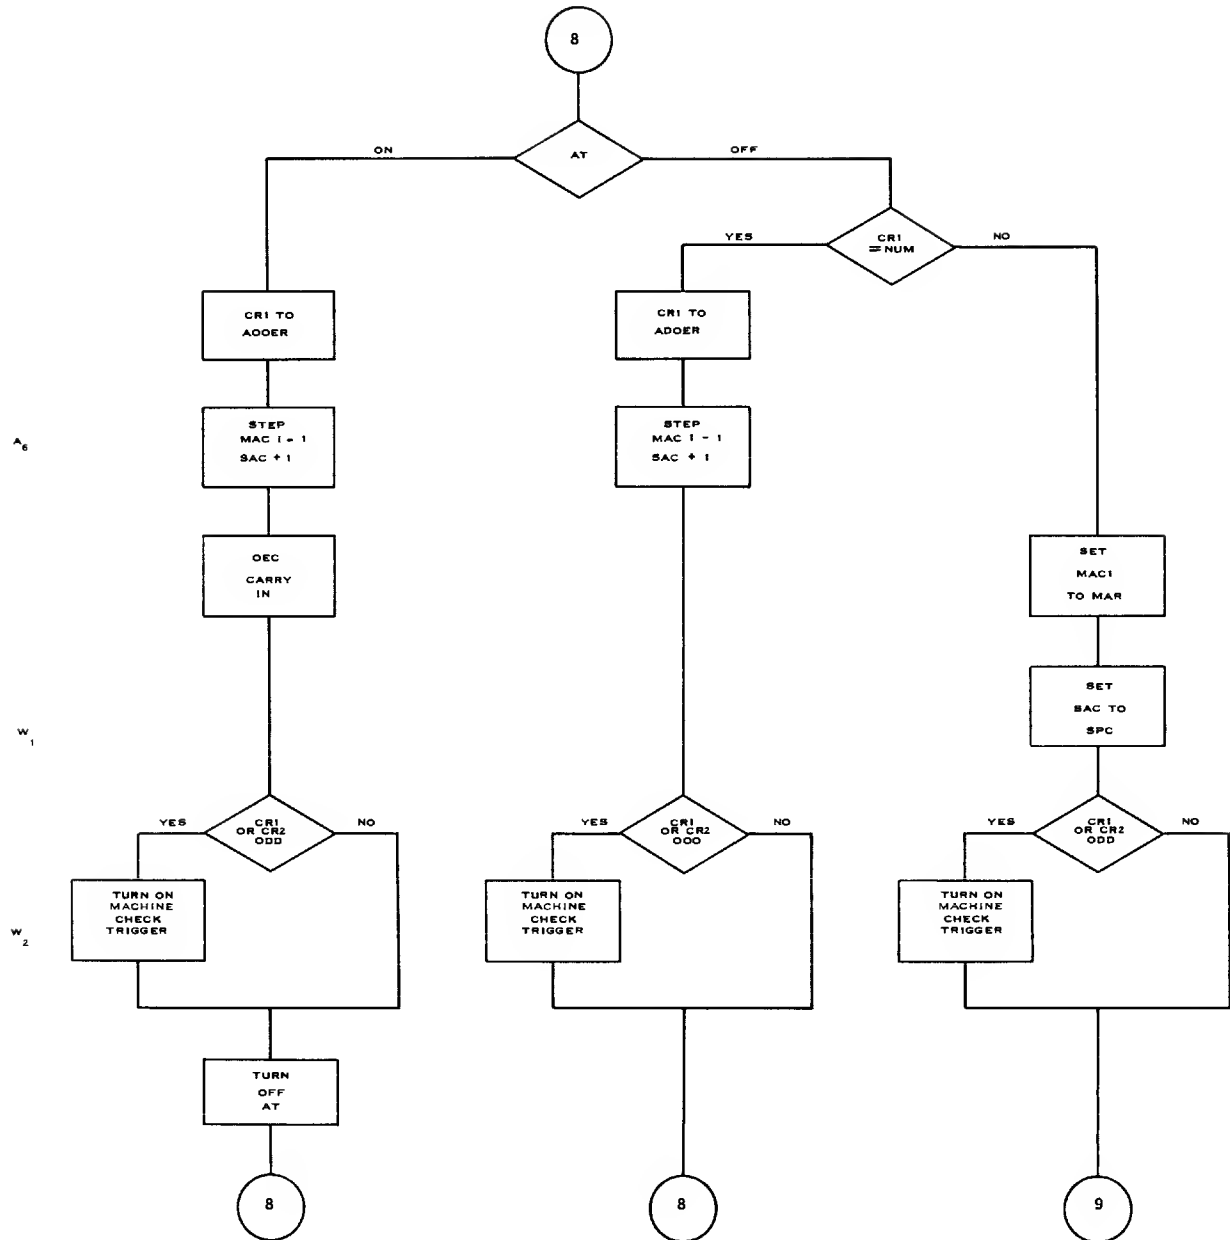 8
AT
ON
OFF
CR1
=NUM
YES
NO
CR1 TO
AOOER
CR1 TO
ADOER
A6
STEP
MAC 1 - 1
SAC + 1
STEP
MAC 1 - 1
SAC + 1
OEC
CARRY
IN
SET
MAC1
TO MAR
SET
SAC TO
SPC
W1
YES
CR1
OR CR2
ODD
NO
YES
CR1
OR CR2
OOO
NO
YES
CR1
OR CR2
ODD
NO
W2
TURN ON
MACHINE
CHECK
TRIGGER
TURN ON
MACHINE
CHECK
TRIGGER
TURN ON
MACHINE
CHECK
TRIGGER
TURN
OFF
AT
8
8
9